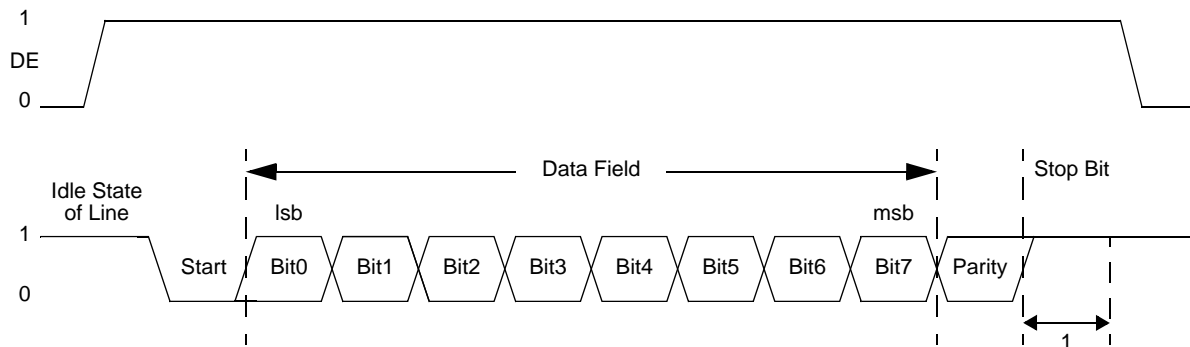 1
DE
0
Data Field
Stop Bit
Idle State
of Line
lsb
msb
1
Start
Bit0
Bit1
Bit2
Bit3
Bit4
Bit5
Bit6
Bit7
Parity
0
1